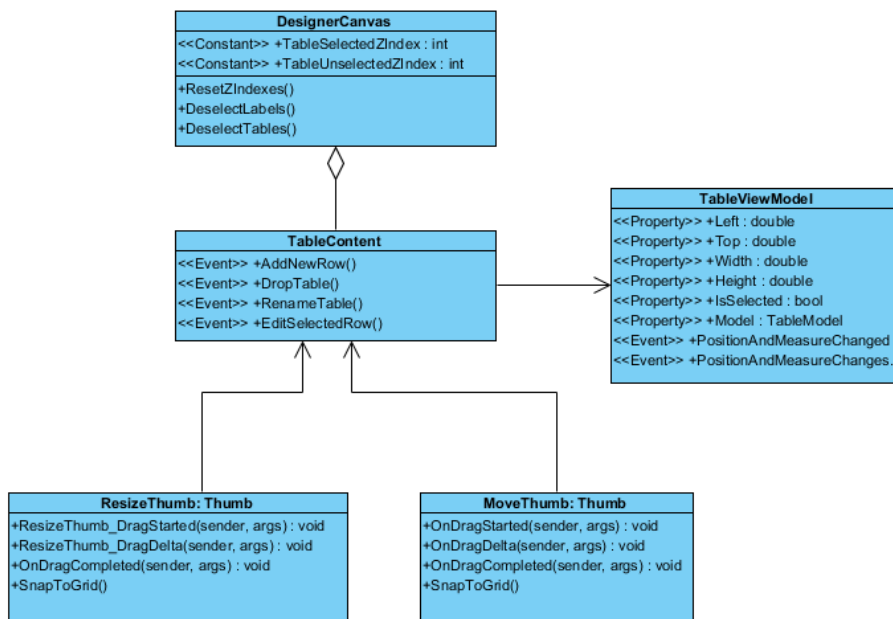 DesignerCanvas
<<Constant>> +TableSelectedZIndex : int
<<Constant>> +TableUnselectedZIndex : int
+ResetZIndexes()
+DeselectLabels()
+DeselectTables()
TableContent
<<Event>> +AddNewRow()
<<Event>> +DropTable()
<<Event>> +RenameTable()
<<Event>> +EditSelectedRow()
TableViewModel
<<Property>> +Left : double
<<Property>> +Top : double
<<Property>> +Width : double
<<Property>> +Height : double
<<Property>> +IsSelected : bool
<<Property>> +Model : TableModel
<<Event>> +PositionAndMeasureChanged
<<Event>> +PositionAndMeasureChanges.
ResizeThumb: Thumb
+ResizeThumb_DragStarted(sender, args) : void
+ResizeThumb_DragDelta(sender, args) : void
+OnDragCompleted(sender, args) : void
+SnapToGrid()
MoveThumb: Thumb
+OnDragStarted(sender, args) : void
+OnDragDelta(sender, args) : void
+OnDragCompleted(sender, args) : void
+SnapToGrid()